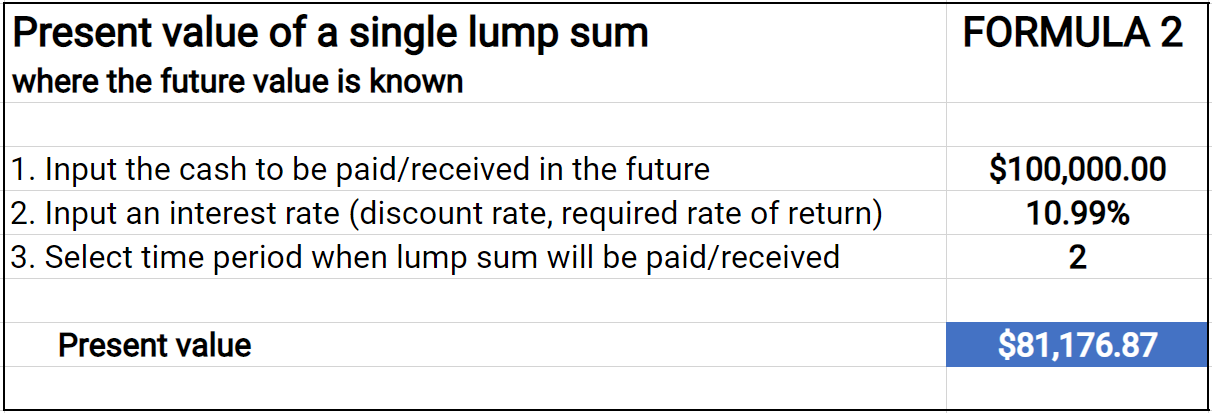 Present value of a single lump sum FORMULA 2
where the future value is known
1. Input the cash to be paid/received in the future $100,000.00
2. Input an interest rate (discount rate, required rate of return) 10.99%
3. Select time period when lump sum will be paid/received 2
Present value $81,176.87